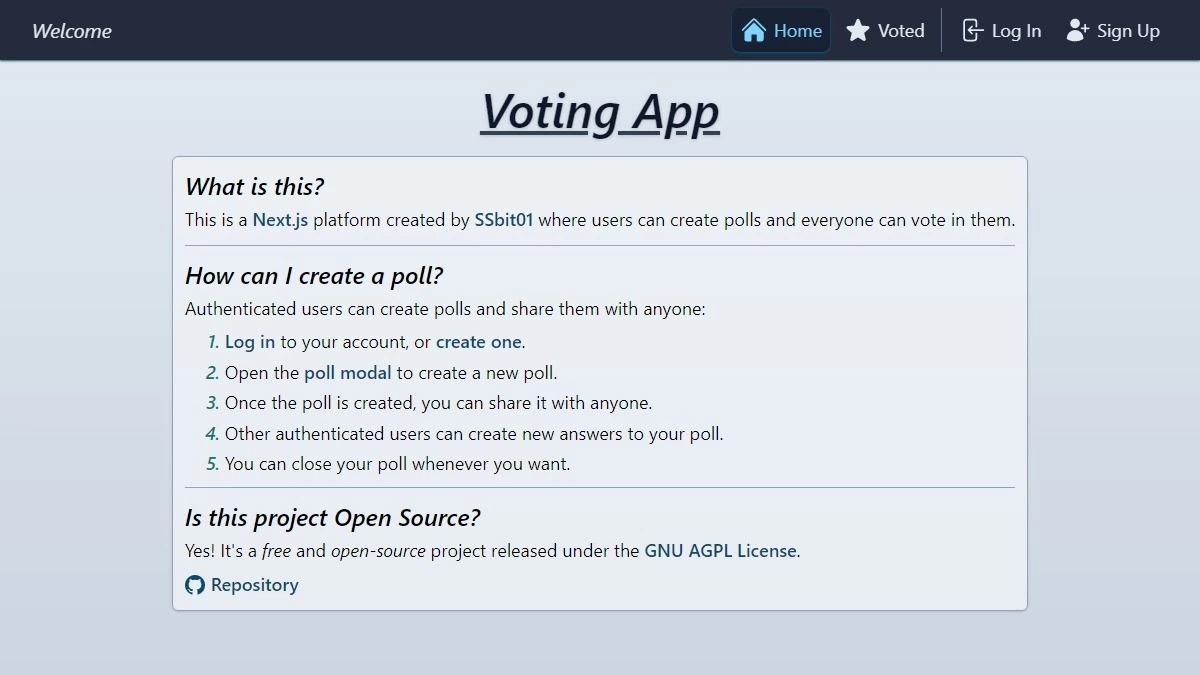 Welcome
Home
Voted
Log In
Sign Up
Voting App
What is this?
This is a Next.js platform created by SSbit01 where users can create polls and everyone can vote in them.
How can I create a poll?
Authenticated users can create polls and share them with anyone:
1. Log in to your account, or create one.
2. Open the poll modal to create a new poll.
3. Once the poll is created, you can share it with anyone.
4. Other authenticated users can create new answers to your poll.
5. You can close your poll whenever you want.
Is this project Open Source?
Yes! It's a free and open-source project released under the GNU AGPL License.
Repository